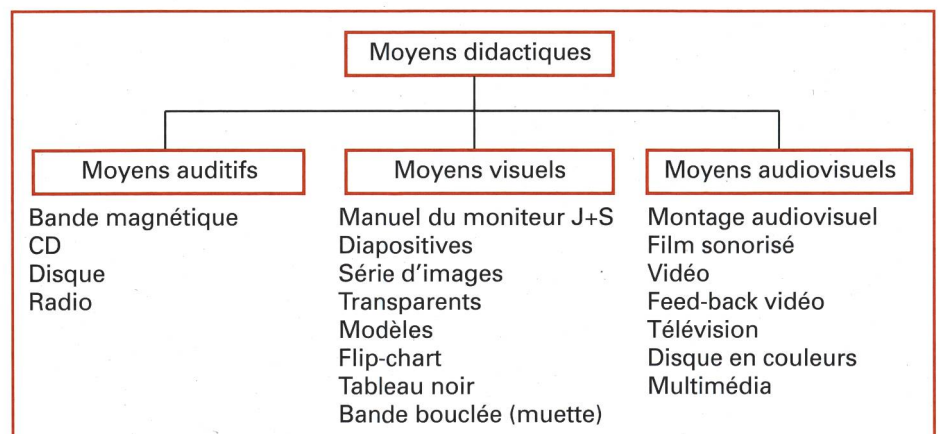 Moyens didactiques
Moyens auditifs
Bande magnétique
CD
Disque
Radio
Moyens visuels
Manuel du moniteur J+S
Diapositives
Série d'images
Transparents
Modèles
Flip-chart
Tableau noir
Bande bouclée (muette)
Moyens audiovisuels
Montage audiovisuel
Film sonorisé
Vidéo
Feed-back vidéo
Télévision
Disque en couleurs
Multimédia